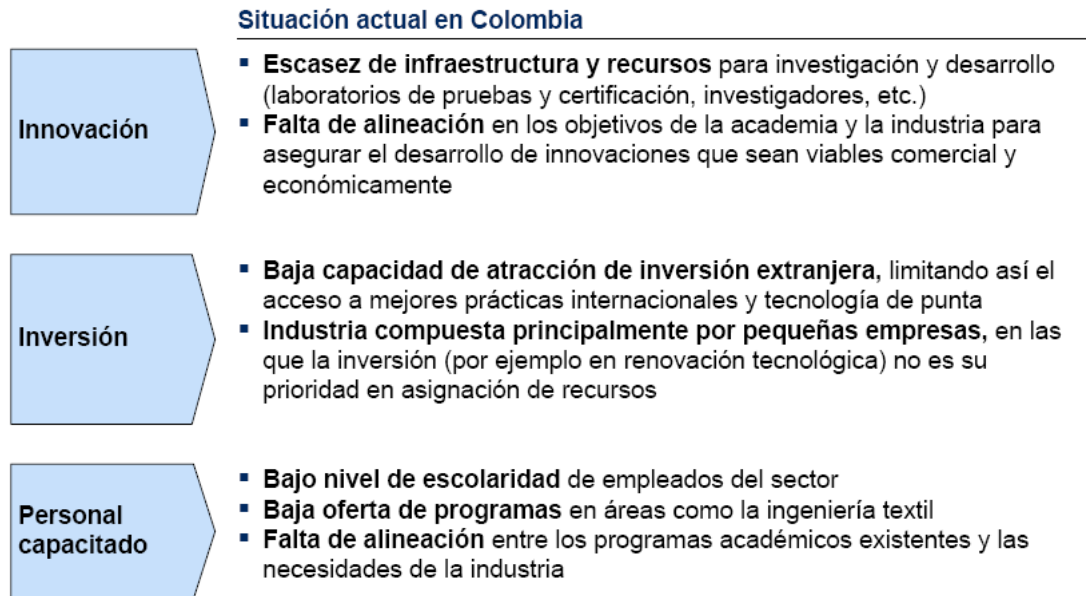 Situación actual en Colombia
Innovación
▪ Escasez de infraestructura y recursos para investigación y desarrollo
(laboratorios de pruebas y certificación, investigadores, etc.)
▪ Falta de alineación en los objetivos de la academia y la industria para
asegurar el desarrollo de innovaciones que sean viables comercial y
económicamente
Inversión
▪ Baja capacidad de atracción de inversión extranjera, limitando así el
acceso a mejores prácticas internacionales y tecnología de punta
▪ Industria compuesta principalmente por pequeñas empresas, en las
que la inversión (por ejemplo en renovación tecnológica) no es su
prioridad en asignación de recursos
Personal
capacitado
▪ Bajo nivel de escolaridad de empleados del sector
▪ Baja oferta de programas en áreas como la ingeniería textil
▪ Falta de alineación entre los programas académicos existentes y las
necesidades de la industria